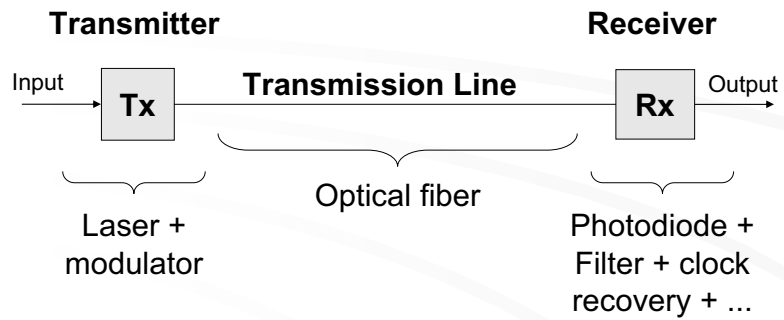 Transmitter
Receiver
Input
Tx
Transmission Line
Rx
Output
Optical fiber
Laser +
modulator
Photodiode +
Filter + clock
recovery + ...